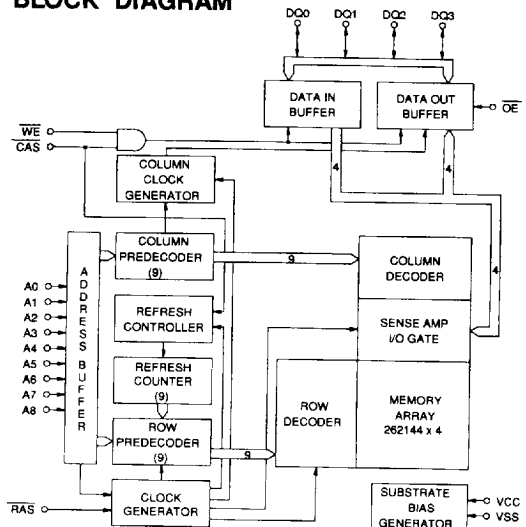 BLOCK DIAGRAM
DQ0 DQ1 DQ2 DQ3
DATA IN
BUFFER
DATA OUT
BUFFER
OE
WE
CAS
4
4
4
COLUMN
CLOCK
GENERATOR
COLUMN
PREDECODER
(9)
9
COLUMN
DECODER
REFRESH
CONTROLLER
SENSE AMP
I/O GATE
REFRESH
COUNTER
(9)
ADDRESS BUFFER
A0
A1
A2
A3
A4
A5
A6
A7
A8
ROW
PREDECODER
(9)
9
ROW
DECODER
MEMORY
ARRAY
262144 x 4
RAS
CLOCK
GENERATOR
SUBSTRATE
BIAS
GENERATOR
VCC
VSS